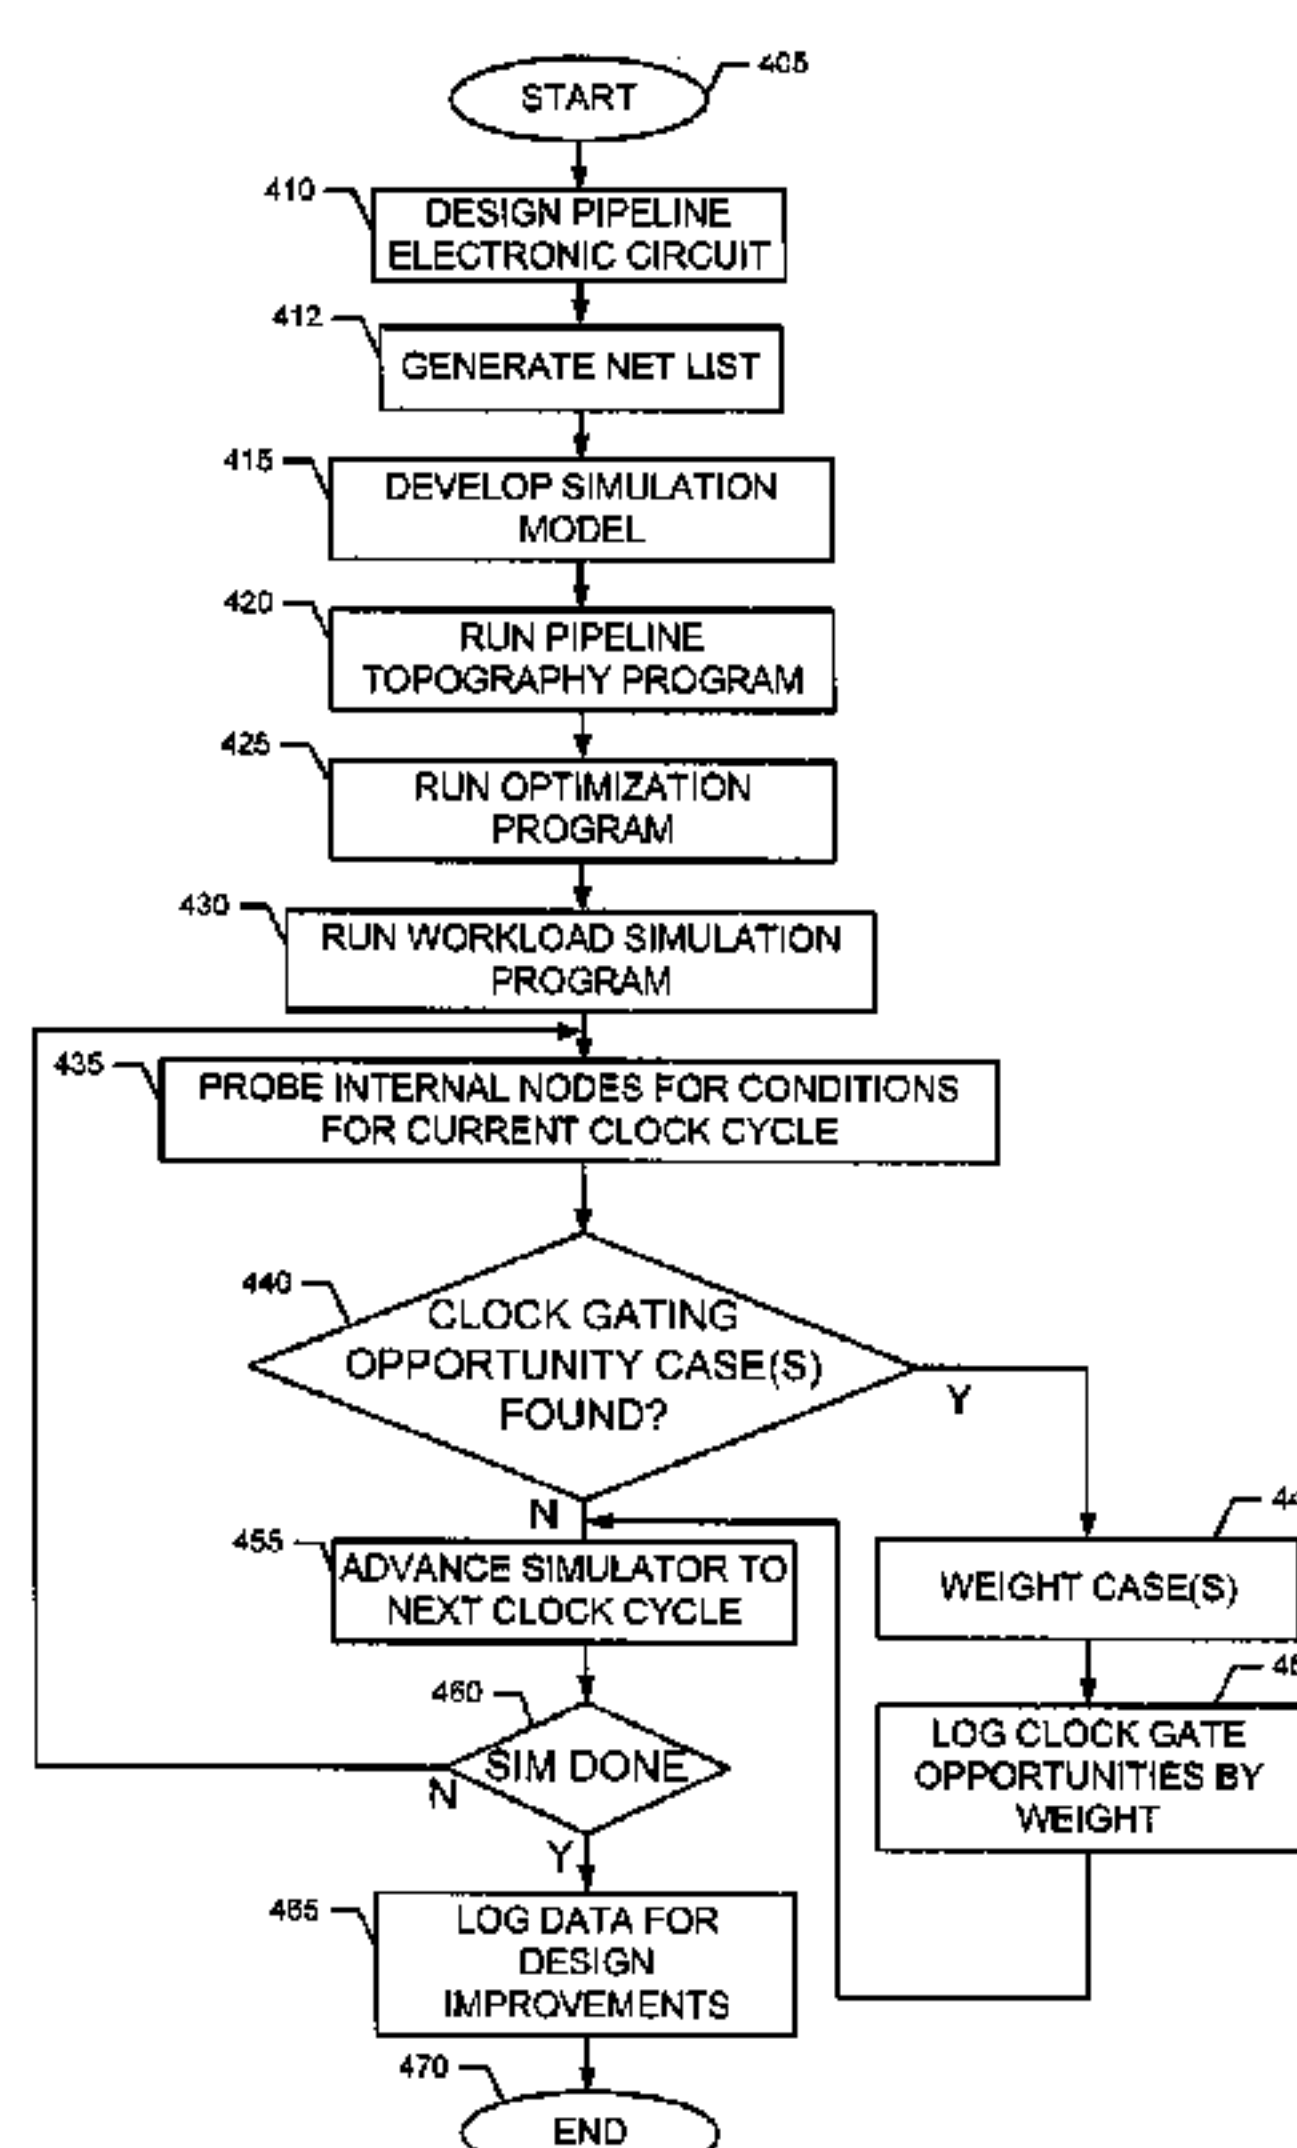 405
START
410
DESIGN PIPELINE
ELECTRONIC CIRCUIT
412
GENERATE NET LIST
415
DEVELOP SIMULATION
MODEL
420
RUN PIPELINE
TOPOGRAPHY PROGRAM
425
RUN OPTIMIZATION
PROGRAM
430
RUN WORKLOAD SIMULATION
PROGRAM
435
PROBE INTERNAL NODES FOR CONDITIONS
FOR CURRENT CLOCK CYCLE
440
CLOCK GATING
OPPORTUNITY CASE(S)
FOUND?
Y
N
455
ADVANCE SIMULATOR TO
NEXT CLOCK CYCLE
WEIGHT CASE(S)
460
SIM DONE
N
Y
LOG CLOCK GATE
OPPORTUNITIES BY
WEIGHT
465
LOG DATA FOR
DESIGN
IMPROVEMENTS
470
END